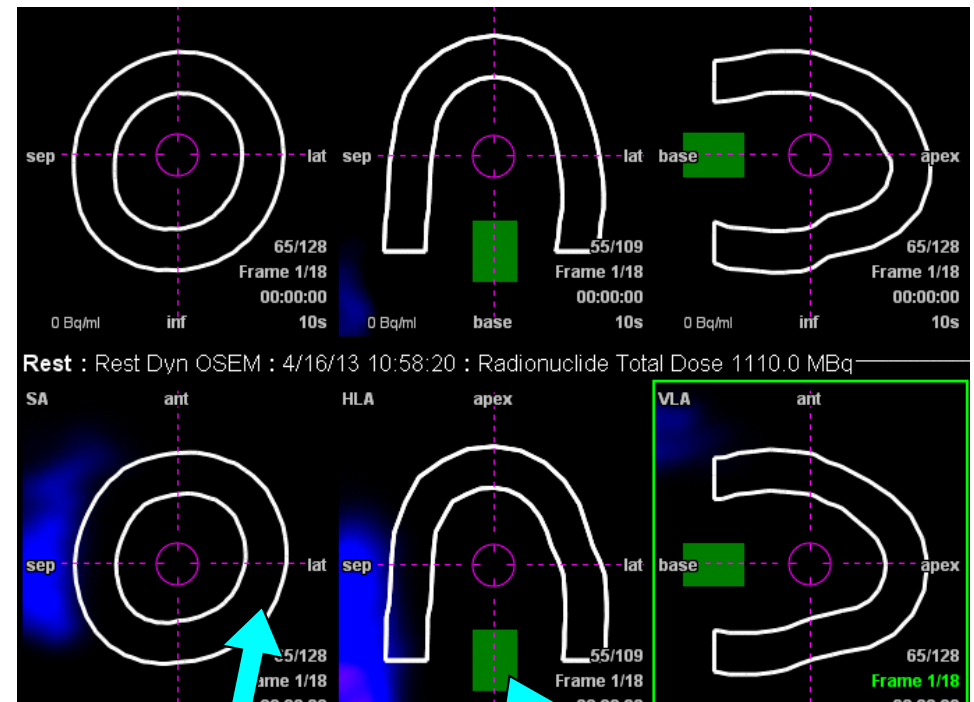 sep lat sep lat base apex
65/128 55/109 65/128
Frame 1/18 Frame 1/18 Frame 1/18
00:00:00 00:00:00 00:00:00
0 Bq/ml inf 10s 0 Bq/ml base 10s 0 Bq/ml inf 10s
Rest : Rest Dyn OSEM : 4/16/13 10:58:20 : Radionuclide Total Dose 1110.0 MBq
SA ant HLA apex VLA ant
sep lat sep lat base apex
55/109 65/128
Frame 1/18 Frame 1/18